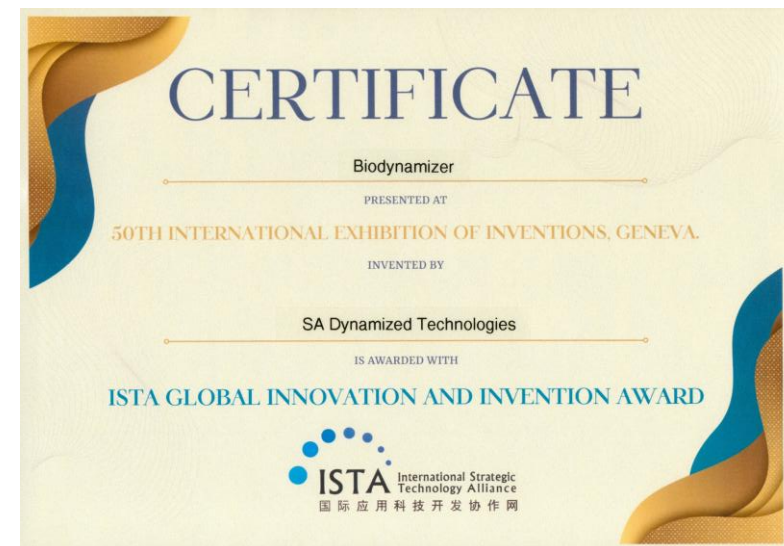 CERTIFICATE
Biodynamizer
PRESENTED AT
50TH INTERNATIONAL EXHIBITION OF INVENTIONS, GENEVA.
INVENTED BY
SA Dynamized Technologies
IS AWARDED WITH
ISTA GLOBAL INNOVATION AND INVENTION AWARD
ISTA International Strategic
Technology Alliance
国际应用科技开发协作网